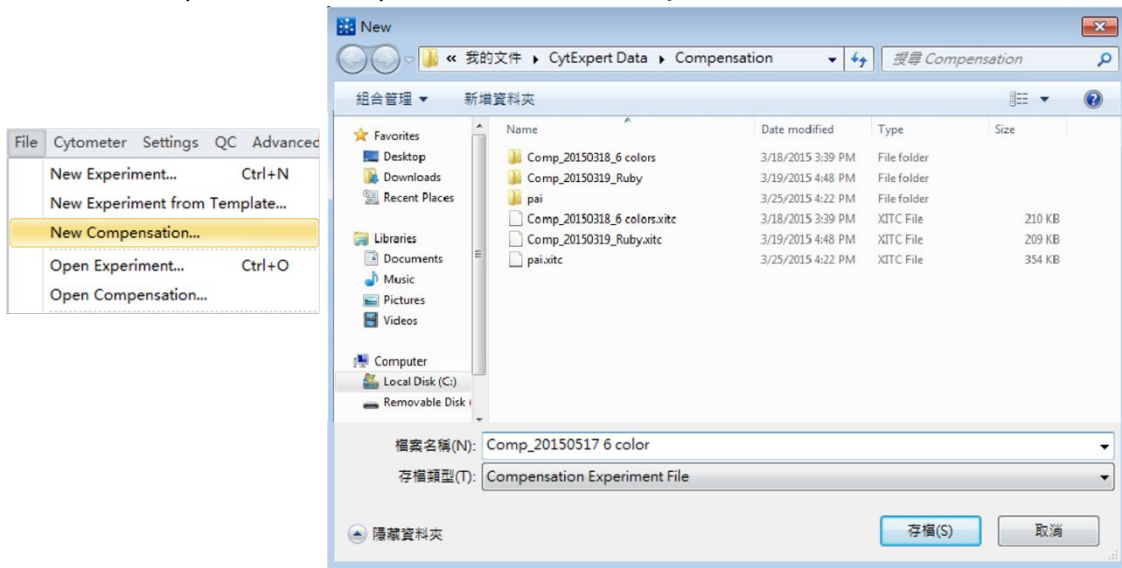 File Cytometer Settings QC Advanced
New Experiment... Ctrl+N
New Experiment from Template...
New Compensation...
Open Experiment... Ctrl+O
Open Compensation...
New
« 我的文件 ▸ CytExpert Data ▸ Compensation
搜尋 Compensation
組合管理 ▼ 新增資料夾
Favorites
Desktop
Downloads
Recent Places
Libraries
Documents
Music
Pictures
Videos
Computer
Local Disk (C:)
Removable Disk
Name Date modified Type Size
Comp_20150318_6 colors 3/18/2015 3:39 PM File folder
Comp_20150319_Ruby 3/19/2015 4:48 PM File folder
pai 3/25/2015 4:22 PM File folder
Comp_20150318_6 colors.xitc 3/18/2015 3:39 PM XITC File 210 KB
Comp_20150319_Ruby.xitc 3/19/2015 4:48 PM XITC File 209 KB
pai.xitc 3/25/2015 4:22 PM XITC File 354 KB
檔案名稱(N): Comp_20150517 6 color
存檔類型(T): Compensation Experiment File
隱藏資料夾
存檔(S) 取消